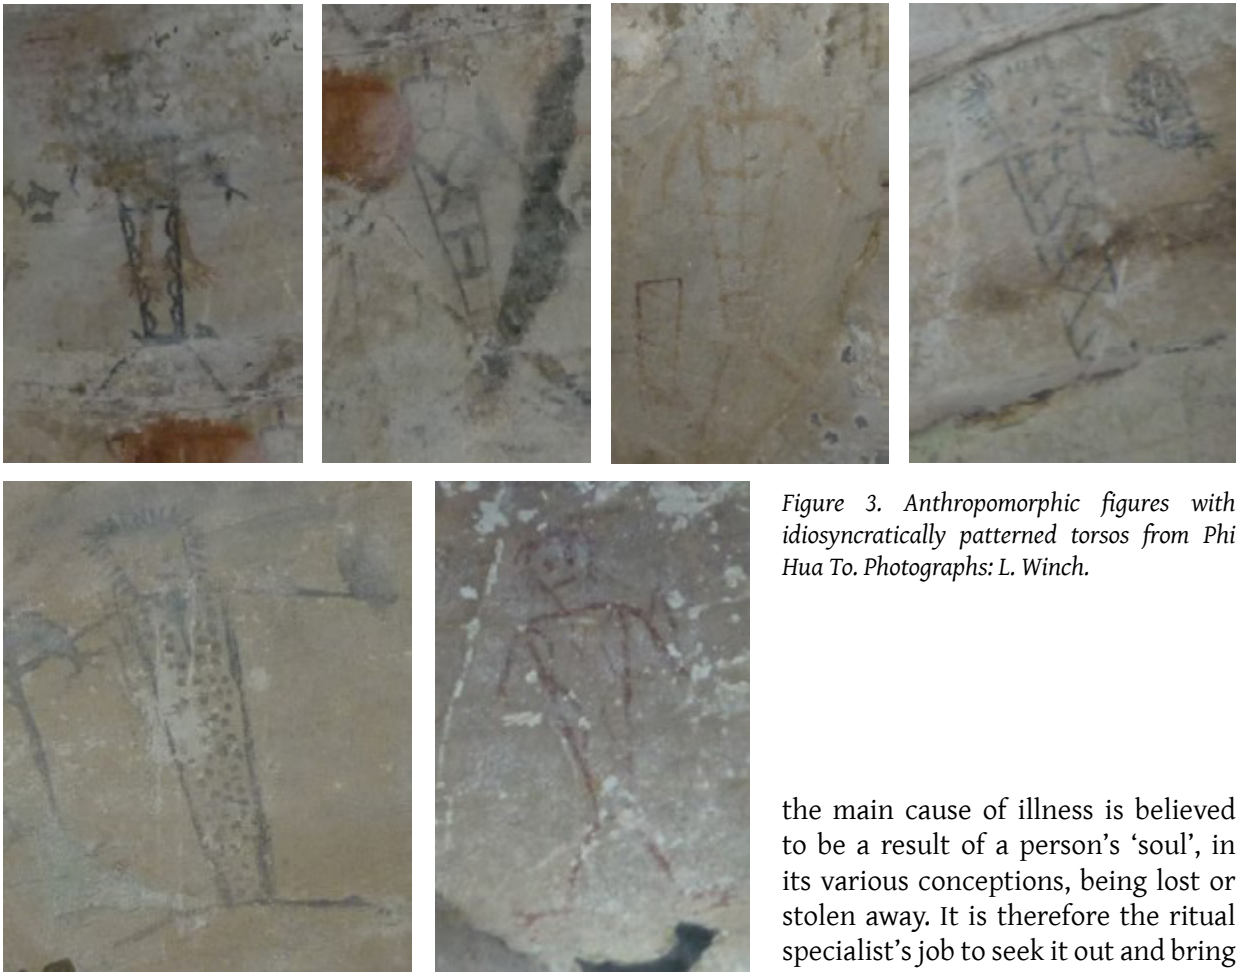 Figure 3. Anthropomorphic figures with
idiosyncratically patterned torsos from Phi
Hua To. Photographs: L. Winch.
the main cause of illness is believed
to be a result of a person’s ‘soul’, in
its various conceptions, being lost or
stolen away. It is therefore the ritual
specialist’s job to seek it out and bring